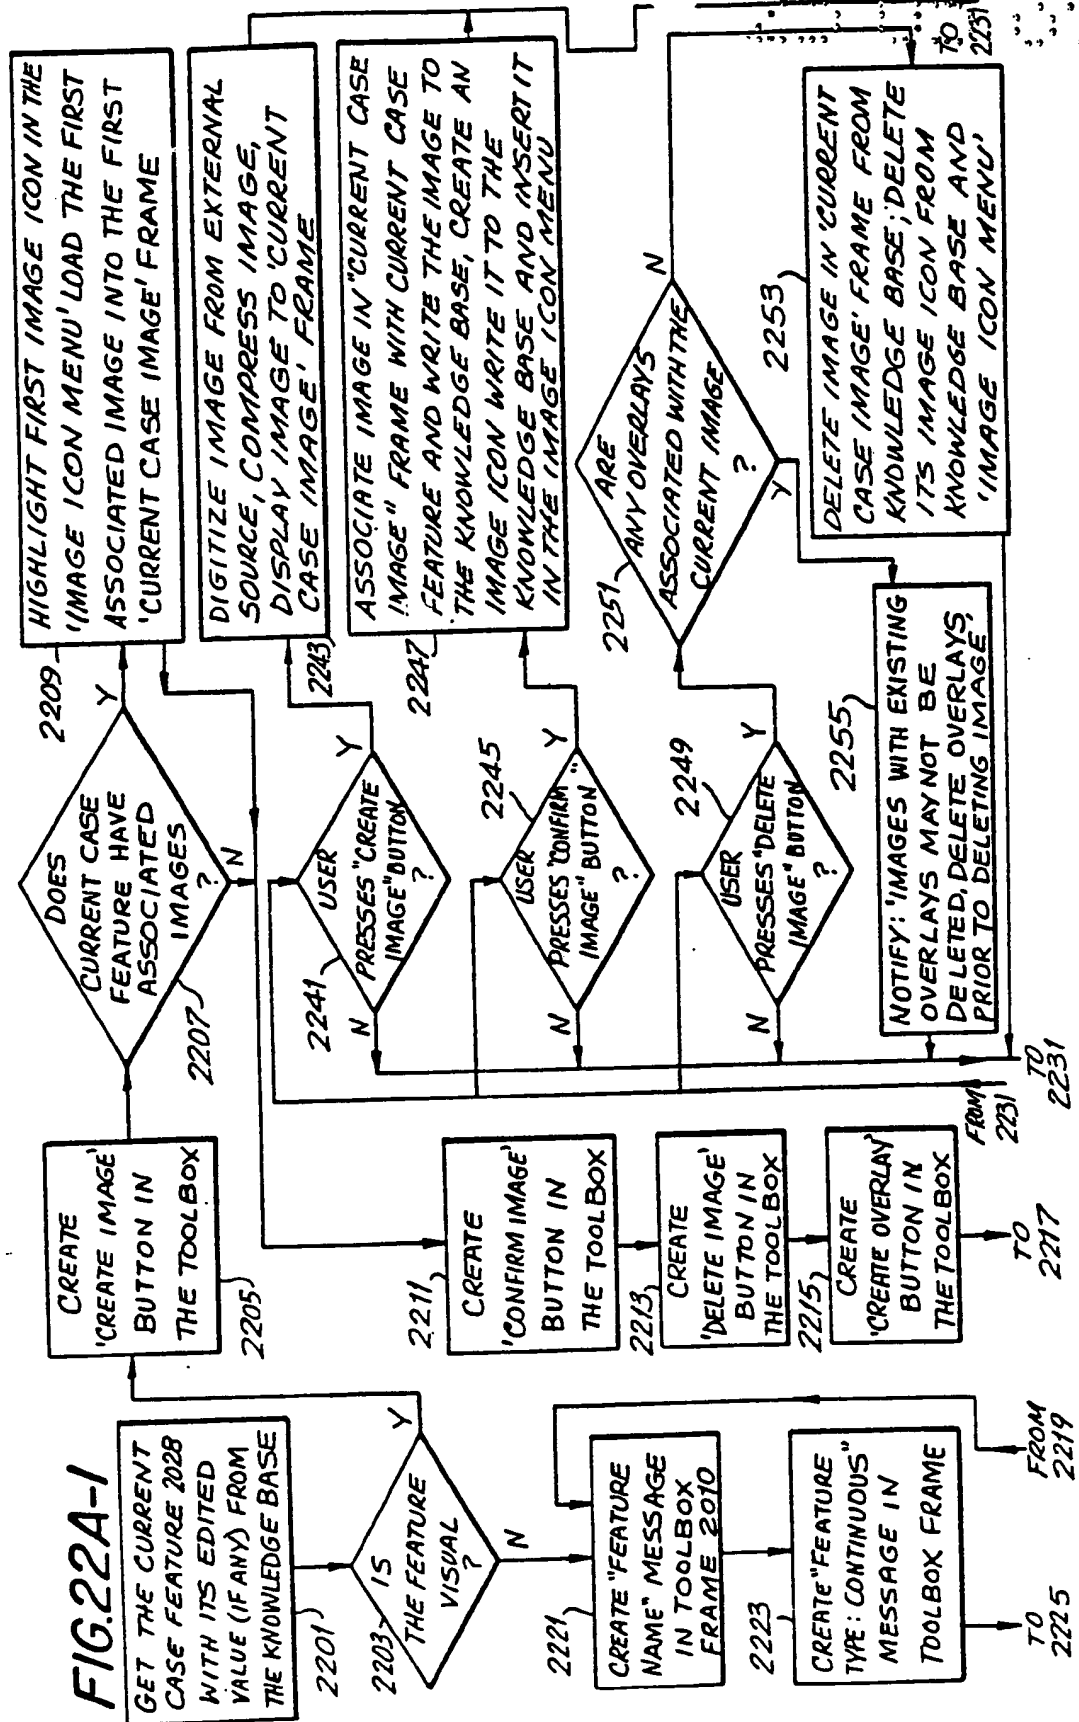 FIG.22A-1
GET THE CURRENT
CASE FEATURE 2028
WITH ITS EDITED
VALUE (IF ANY) FROM
THE KNOWLEDGE BASE
2201
2203
IS
THE FEATURE
VISUAL
?
Y
N
CREATE
'CREATE IMAGE'
BUTTON IN
THE TOOLBOX
2205
DOES
CURRENT CASE
FEATURE HAVE
ASSOCIATED
IMAGES
?
2207
Y
N
2209
HIGHLIGHT FIRST IMAGE ICON IN THE
'IMAGE ICON MENU' LOAD THE FIRST
ASSOCIATED IMAGE INTO THE FIRST
'CURRENT CASE IMAGE' FRAME
2211
CREATE
'CONFIRM IMAGE'
BUTTON IN
THE TOOLBOX
2213
CREATE
'DELETE IMAGE'
BUTTON IN
THE TOOLBOX
2215
CREATE
'CREATE OVERLAY'
BUTTON IN
THE TOOLBOX
TO
2217
2221
CREATE "FEATURE
NAME" MESSAGE
IN TOOLBOX
FRAME 2010
2223
CREATE "FEATURE
TYPE: CONTINUOUS"
MESSAGE IN
TOOLBOX FRAME
TO
2225
FROM
2219
2241
USER
PRESSES "CREATE
IMAGE" BUTTON
?
Y
N
2243
DIGITIZE IMAGE FROM EXTERNAL
SOURCE, COMPRESS IMAGE,
DISPLAY IMAGE TO 'CURRENT
CASE IMAGE' FRAME
2245
USER
PRESSES "CONFIRM
IMAGE" BUTTON
?
Y
N
2247
ASSOCIATE IMAGE IN "CURRENT CASE
IMAGE" FRAME WITH CURRENT CASE
FEATURE AND WRITE THE IMAGE TO
THE KNOWLEDGE BASE, CREATE AN
IMAGE ICON WRITE IT TO THE
KNOWLEDGE BASE AND INSERT IT
IN THE IMAGE ICON MENU
2249
USER
PRESSES "DELETE
IMAGE" BUTTON
?
Y
N
2251
ARE
ANY OVERLAYS
ASSOCIATED WITH THE
CURRENT IMAGE
?
N
Y
2253
DELETE IMAGE IN 'CURRENT
CASE IMAGE' FRAME FROM
KNOWLEDGE BASE; DELETE
ITS IMAGE ICON FROM
KNOWLEDGE BASE AND
'IMAGE ICON MENU'
2255
NOTIFY: 'IMAGES WITH EXISTING
OVERLAYS MAY NOT BE
DELETED, DELETE OVERLAYS
PRIOR TO DELETING IMAGE'
FROM
2231
TO
2231
TO
2231